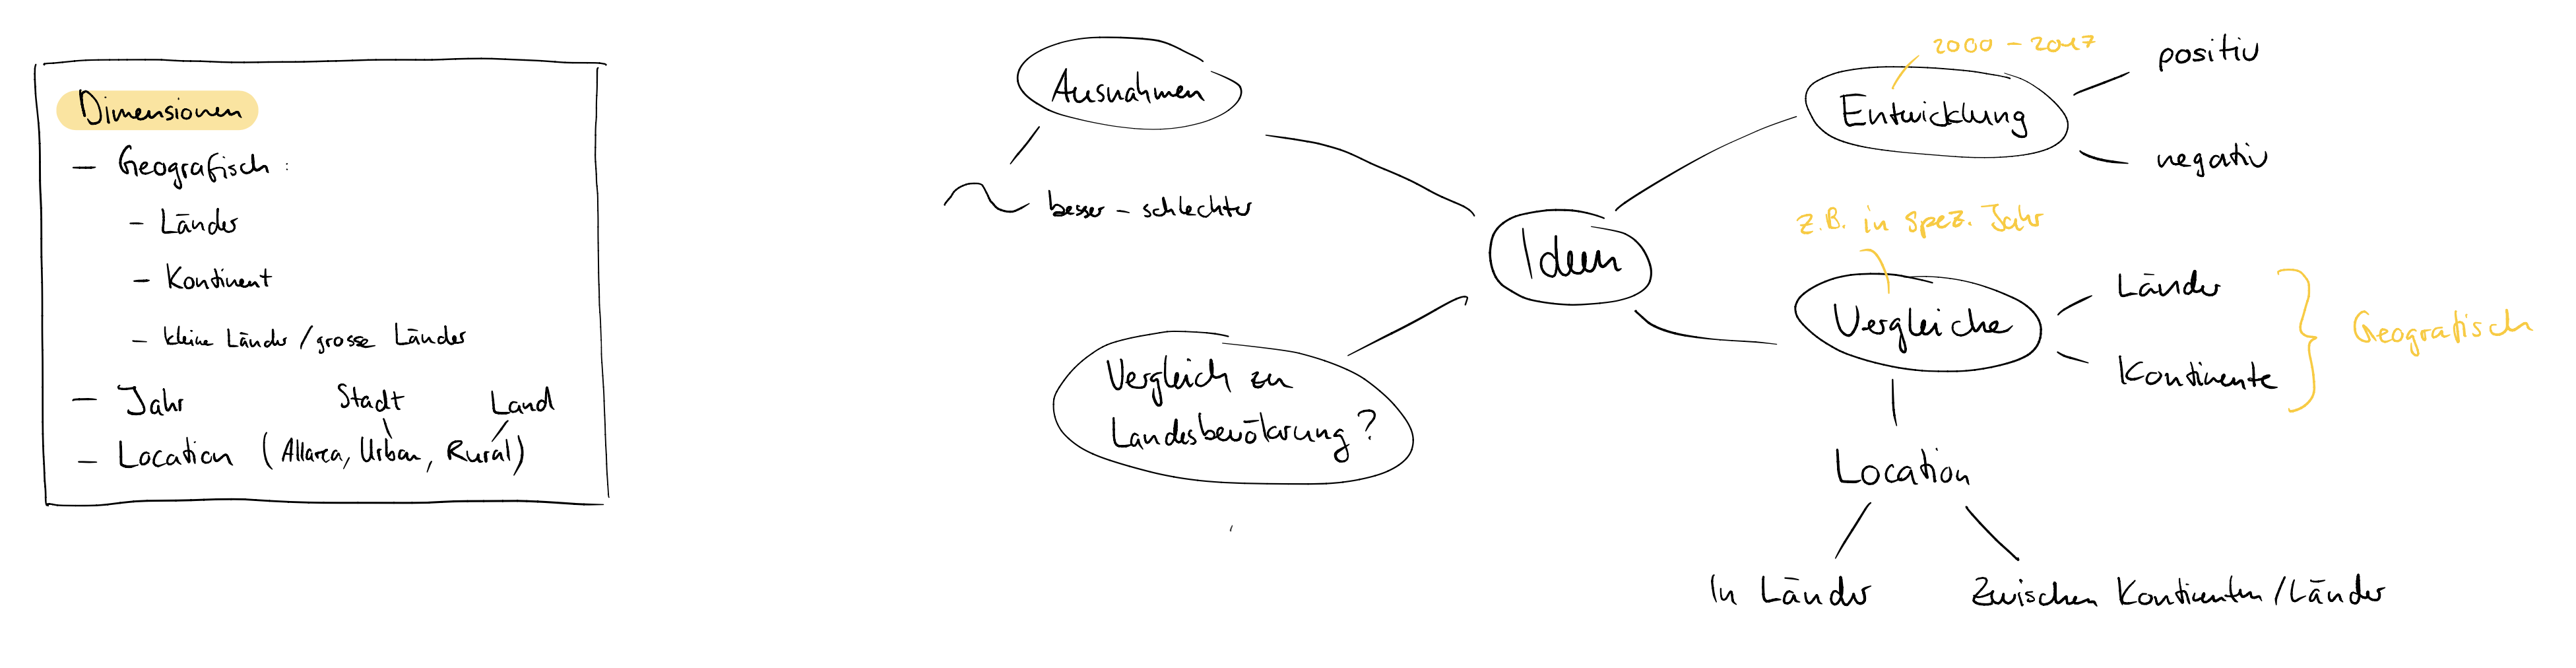 Dimensionen
- Geografisch :
- Länder
- Kontinent
- kleine Länder / grosse Länder
- Jahr
Stadt
Land
- Location (Allarea, Urban, Rural)
Ausnahmen
besser - schlechter
Ideen
Vergleich zu
Landesbevölkerung?
2000 - 2017
Entwicklung
positiv
negativ
z.B. in spez. Jahr
Vergleiche
Länder
Kontinente
Geografisch
Location
In Länder
Zwischen Kontinenten / Länder